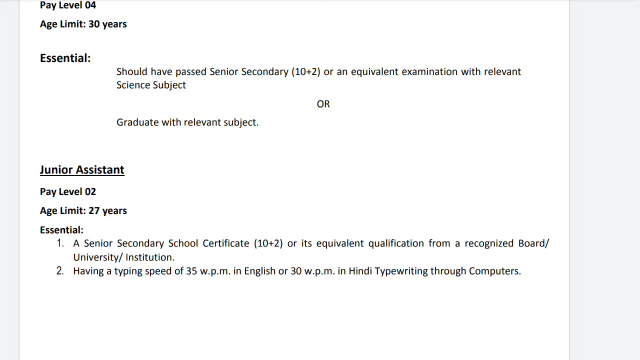 Pay Level 04
Age Limit: 30 years
Essential:
Should have passed Senior Secondary (10+2) or an equivalent examination with relevant
Science Subject
OR
Graduate with relevant subject.
Junior Assistant
Pay Level 02
Age Limit: 27 years
Essential:
1. A Senior Secondary School Certificate (10+2) or its equivalent qualification from a recognized Board/
University/ Institution.
2. Having a typing speed of 35 w.p.m. in English or 30 w.p.m. in Hindi Typewriting through Computers.